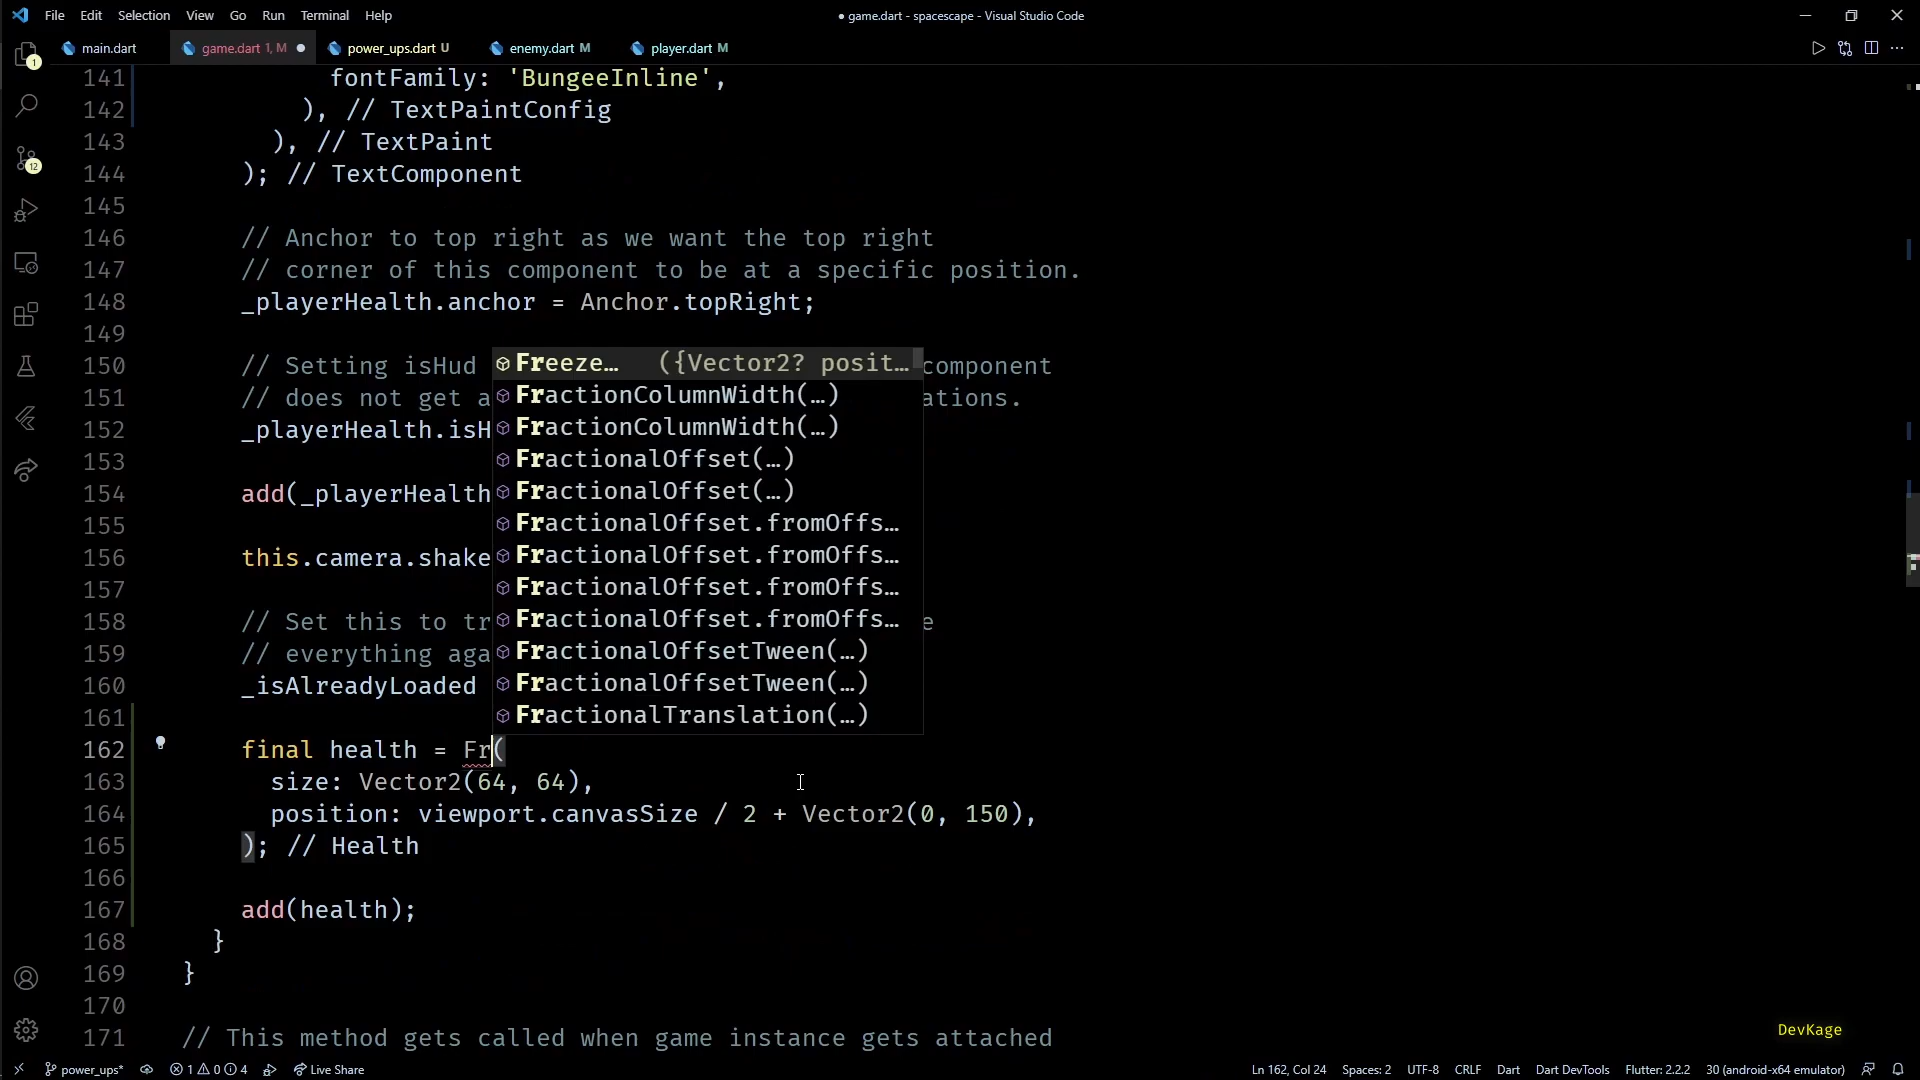 File Edit Selection View Go Run Terminal Help
● game.dart - spacescape - Visual Studio Code
main.dart
game.dart 1, M
power_ups.dart U
enemy.dart M
player.dart M
1
12
141 fontFamily: 'BungeeInline',
142 ), // TextPaintConfig
143 ), // TextPaint
144 ); // TextComponent
145
146 // Anchor to top right as we want the top right
147 // corner of this component to be at a specific position.
148 _playerHealth.anchor = Anchor.topRight;
149
150 // Setting isHud component
151 // does not get a ations.
152 _playerHealth.isH
153
154 add(_playerHealth
155
156 this.camera.shake
157
158 // Set this to tr e
159 // everything aga
160 _isAlreadyLoaded
161
Freeze… ({Vector2? posit…
FractionColumnWidth(…)
FractionColumnWidth(…)
FractionalOffset(…)
FractionalOffset(…)
FractionalOffset.fromOffs…
FractionalOffset.fromOffs…
FractionalOffset.fromOffs…
FractionalOffset.fromOffs…
FractionalOffsetTween(…)
FractionalOffsetTween(…)
FractionalTranslation(…)
162 final health = Fr(
163 size: Vector2(64, 64),
164 position: viewport.canvasSize / 2 + Vector2(0, 150),
165 ); // Health
166
167 add(health);
168 }
169 }
170
171 // This method gets called when game instance gets attached
DevKage
power_ups* 1 0 4 Live Share
Ln 162, Col 24 Spaces: 2 UTF-8 CRLF Dart Dart DevTools Flutter: 2.2.2 30 (android-x64 emulator)